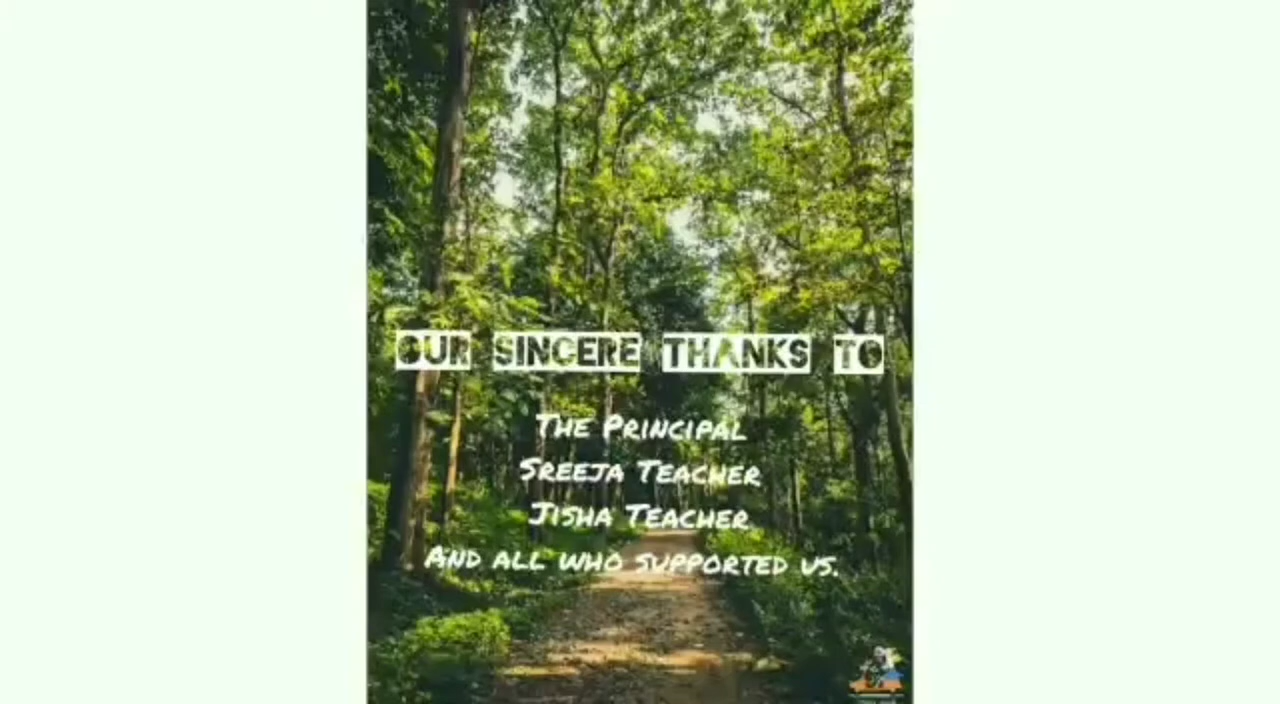 OUR SINCERE THANKS TO
THE PRINCIPAL
SREEJA TEACHER
JISHA TEACHER
AND ALL WHO SUPPORTED US.